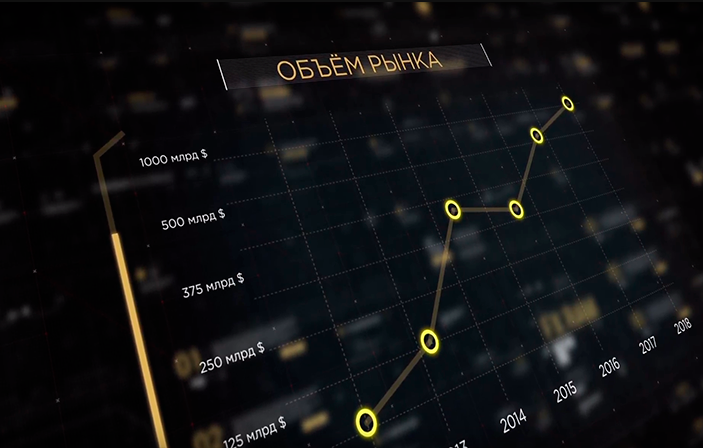 ОБЪЁМ РЫНКА
1000 млрд $
500 млрд $
375 млрд $
250 млрд $
125 млрд $
2014
2015
2016
2017
2018